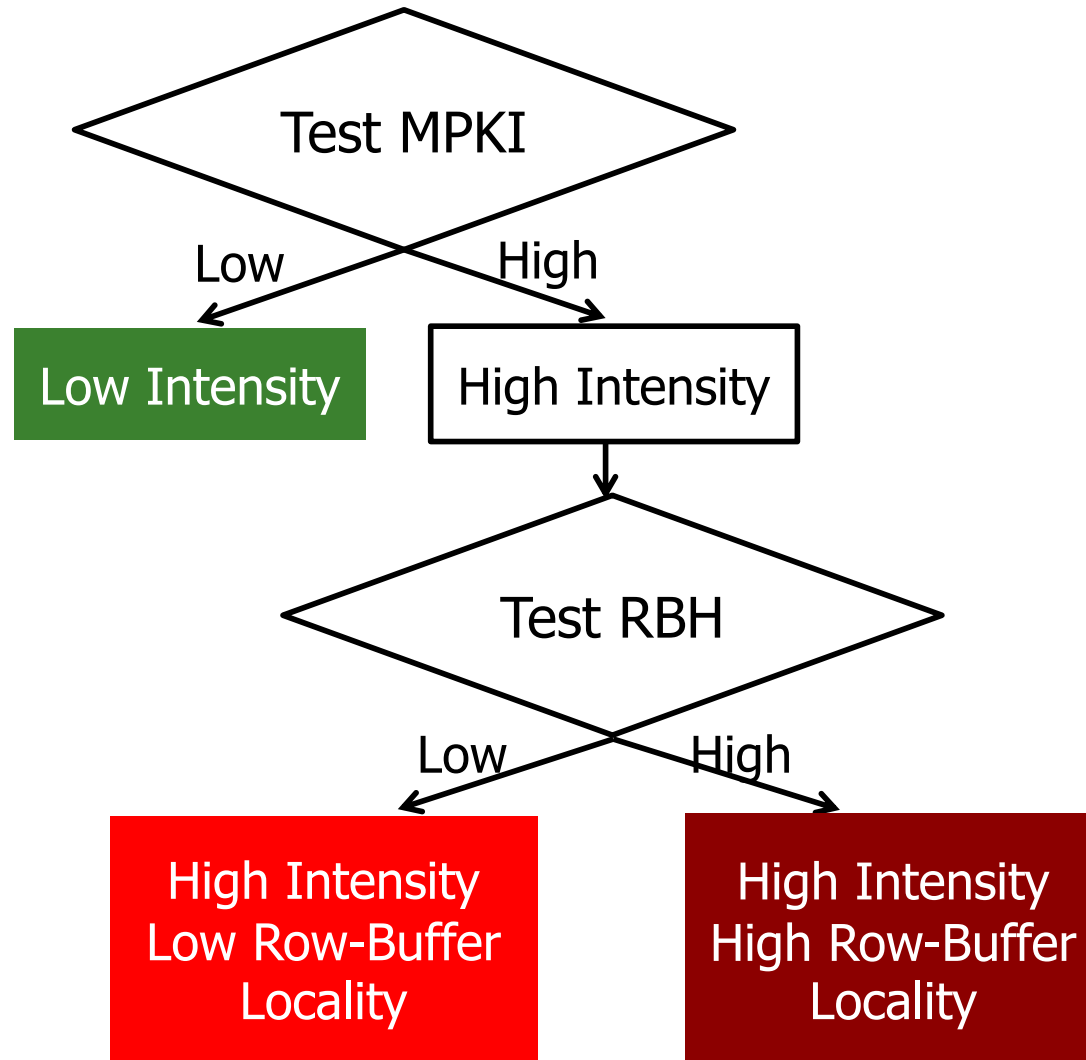 Test MPKI
Low
High
Low Intensity
High Intensity
Test RBH
Low
High
High Intensity
Low Row-Buffer
Locality
High Intensity
High Row-Buffer
Locality